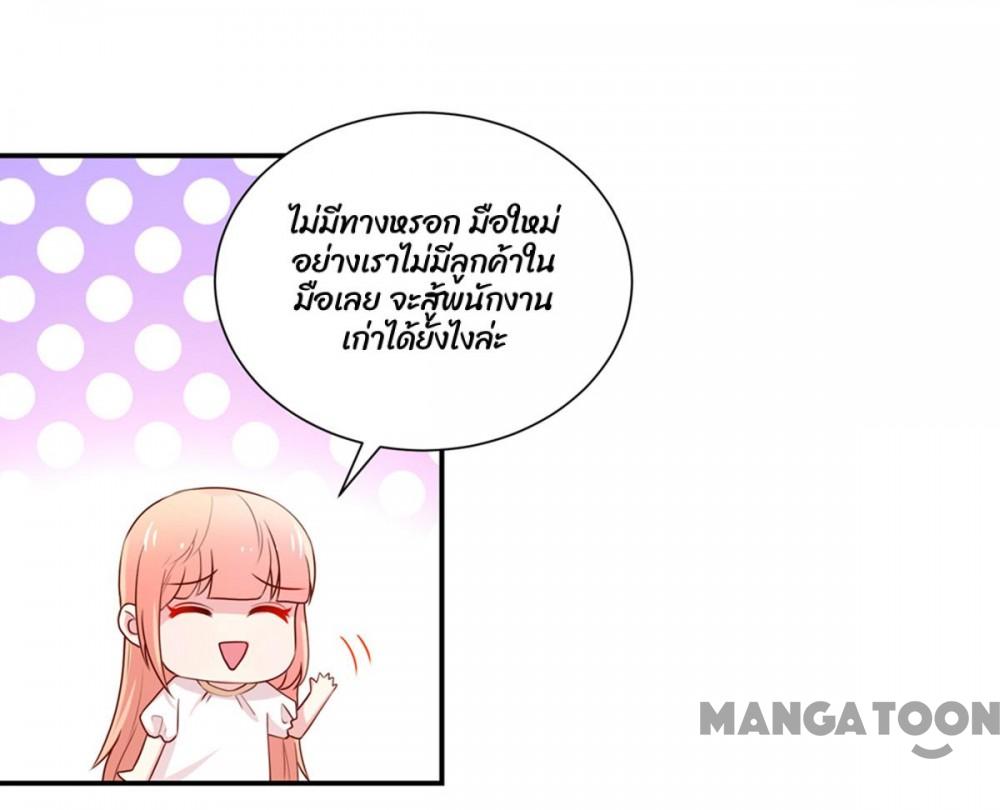 ไม่มีทางหรอก มือใหม่
อย่างเราไม่มีลูกค้าใน
มือเลย จะสู้พนักงาน
เก่าได้ยังไงล่ะ
MANGATOON